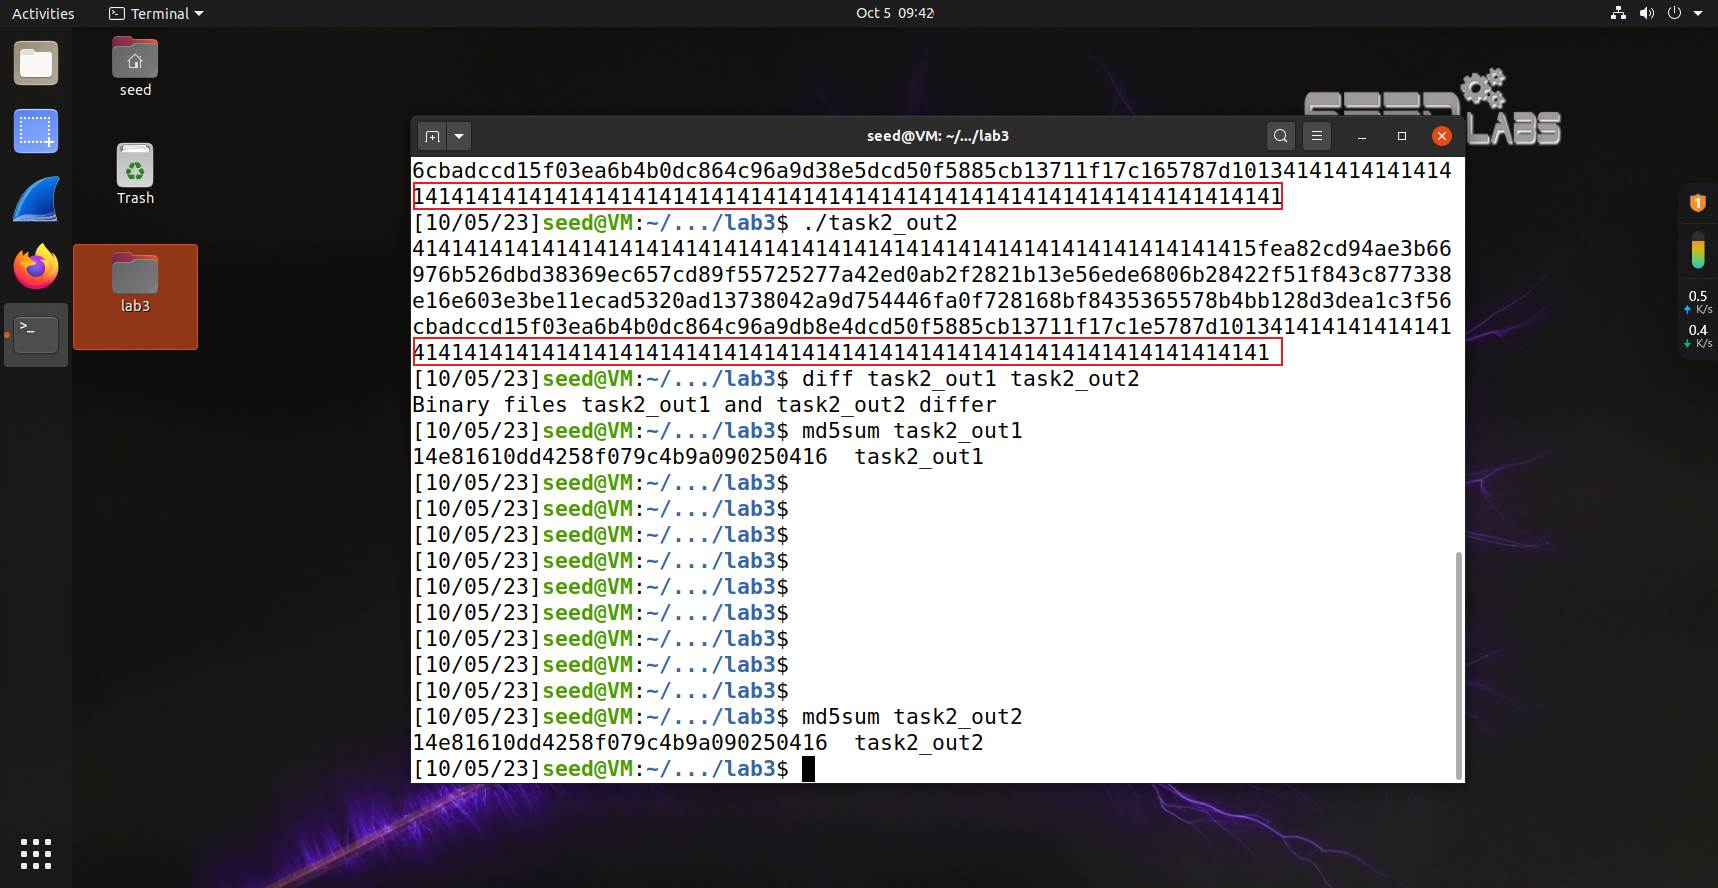 Activities
Terminal
Oct 5 09:42
seed
Trash
lab3
SEED
LABS
seed@VM: ~/.../lab3
6cbadccd15f03ea6b4b0dc864c96a9d38e5dcd50f5885cb13711f17c165787d10134141414141414
1414141414141414141414141414141414141414141414141414141414141414141
[10/05/23]seed@VM:~/.../lab3$ ./task2_out2
41414141414141414141414141414141414141414141414141414141414141415fea82cd94ae3b66
976b526dbd38369ec657cd89f55725277a42ed0ab2f2821b13e56ede6806b28422f51f843c877338
e16e603e3be11ecad5320ad13738042a9d754446fa0f728168bf8435365578b4bb128d3dea1c3f56
cbadccd15f03ea6b4b0dc864c96a9db8e4dcd50f5885cb13711f17c1e5787d101341414141414141
414141414141414141414141414141414141414141414141414141414141414141
[10/05/23]seed@VM:~/.../lab3$ diff task2_out1 task2_out2
Binary files task2_out1 and task2_out2 differ
[10/05/23]seed@VM:~/.../lab3$ md5sum task2_out1
14e81610dd4258f079c4b9a090250416  task2_out1
[10/05/23]seed@VM:~/.../lab3$
[10/05/23]seed@VM:~/.../lab3$
[10/05/23]seed@VM:~/.../lab3$
[10/05/23]seed@VM:~/.../lab3$
[10/05/23]seed@VM:~/.../lab3$
[10/05/23]seed@VM:~/.../lab3$
[10/05/23]seed@VM:~/.../lab3$
[10/05/23]seed@VM:~/.../lab3$
[10/05/23]seed@VM:~/.../lab3$
[10/05/23]seed@VM:~/.../lab3$ md5sum task2_out2
14e81610dd4258f079c4b9a090250416  task2_out2
[10/05/23]seed@VM:~/.../lab3$
1
0.5
K/s
0.4
K/s